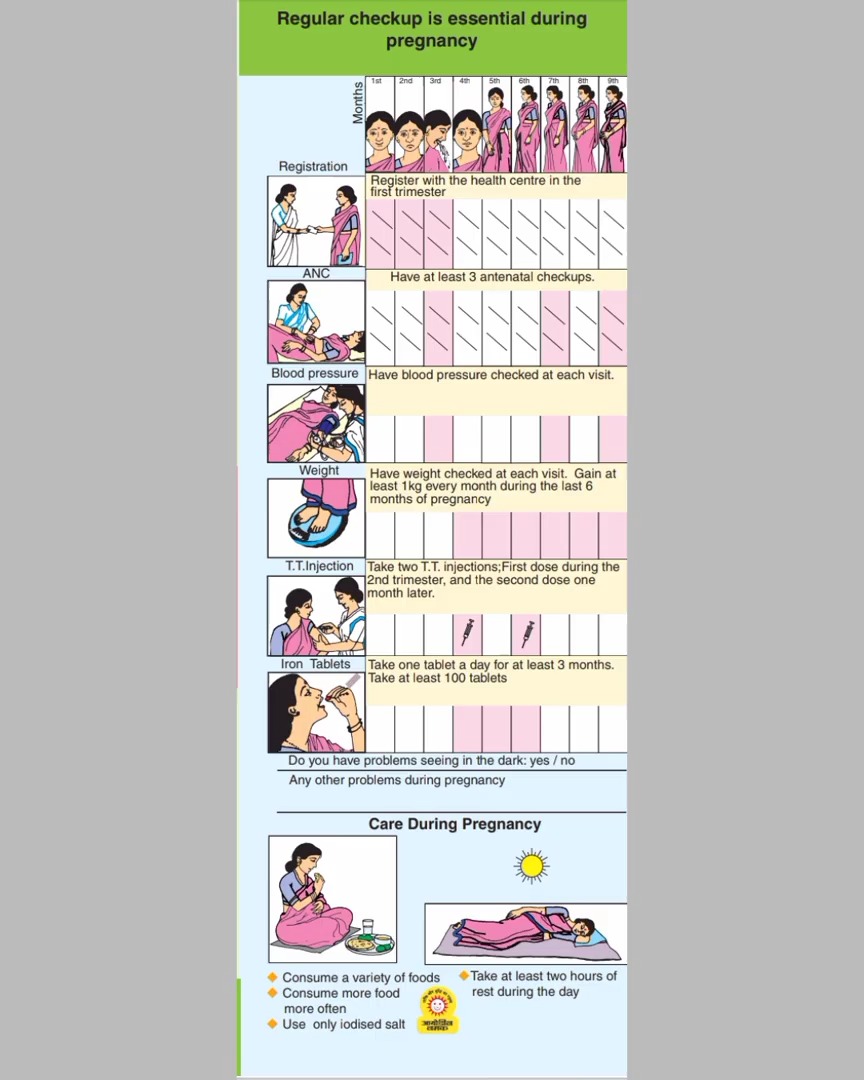 Regular checkup is essential during
pregnancy
Months
1st 2nd 3rd 4th 5th 6th 7th 8th 9th
Registration
Register with the health centre in the
first trimester
ANC
Have at least 3 antenatal checkups.
Blood pressure
Have blood pressure checked at each visit.
Weight
Have weight checked at each visit. Gain at
least 1kg every month during the last 6
months of pregnancy
T.T.Injection
Take two T.T. injections;First dose during the
2nd trimester, and the second dose one
month later.
Iron Tablets
Take one tablet a day for at least 3 months.
Take at least 100 tablets
Do you have problems seeing in the dark: yes / no
Any other problems during pregnancy
Care During Pregnancy
Consume a variety of foods
Consume more food
more often
Use only iodised salt
Take at least two hours of
rest during the day